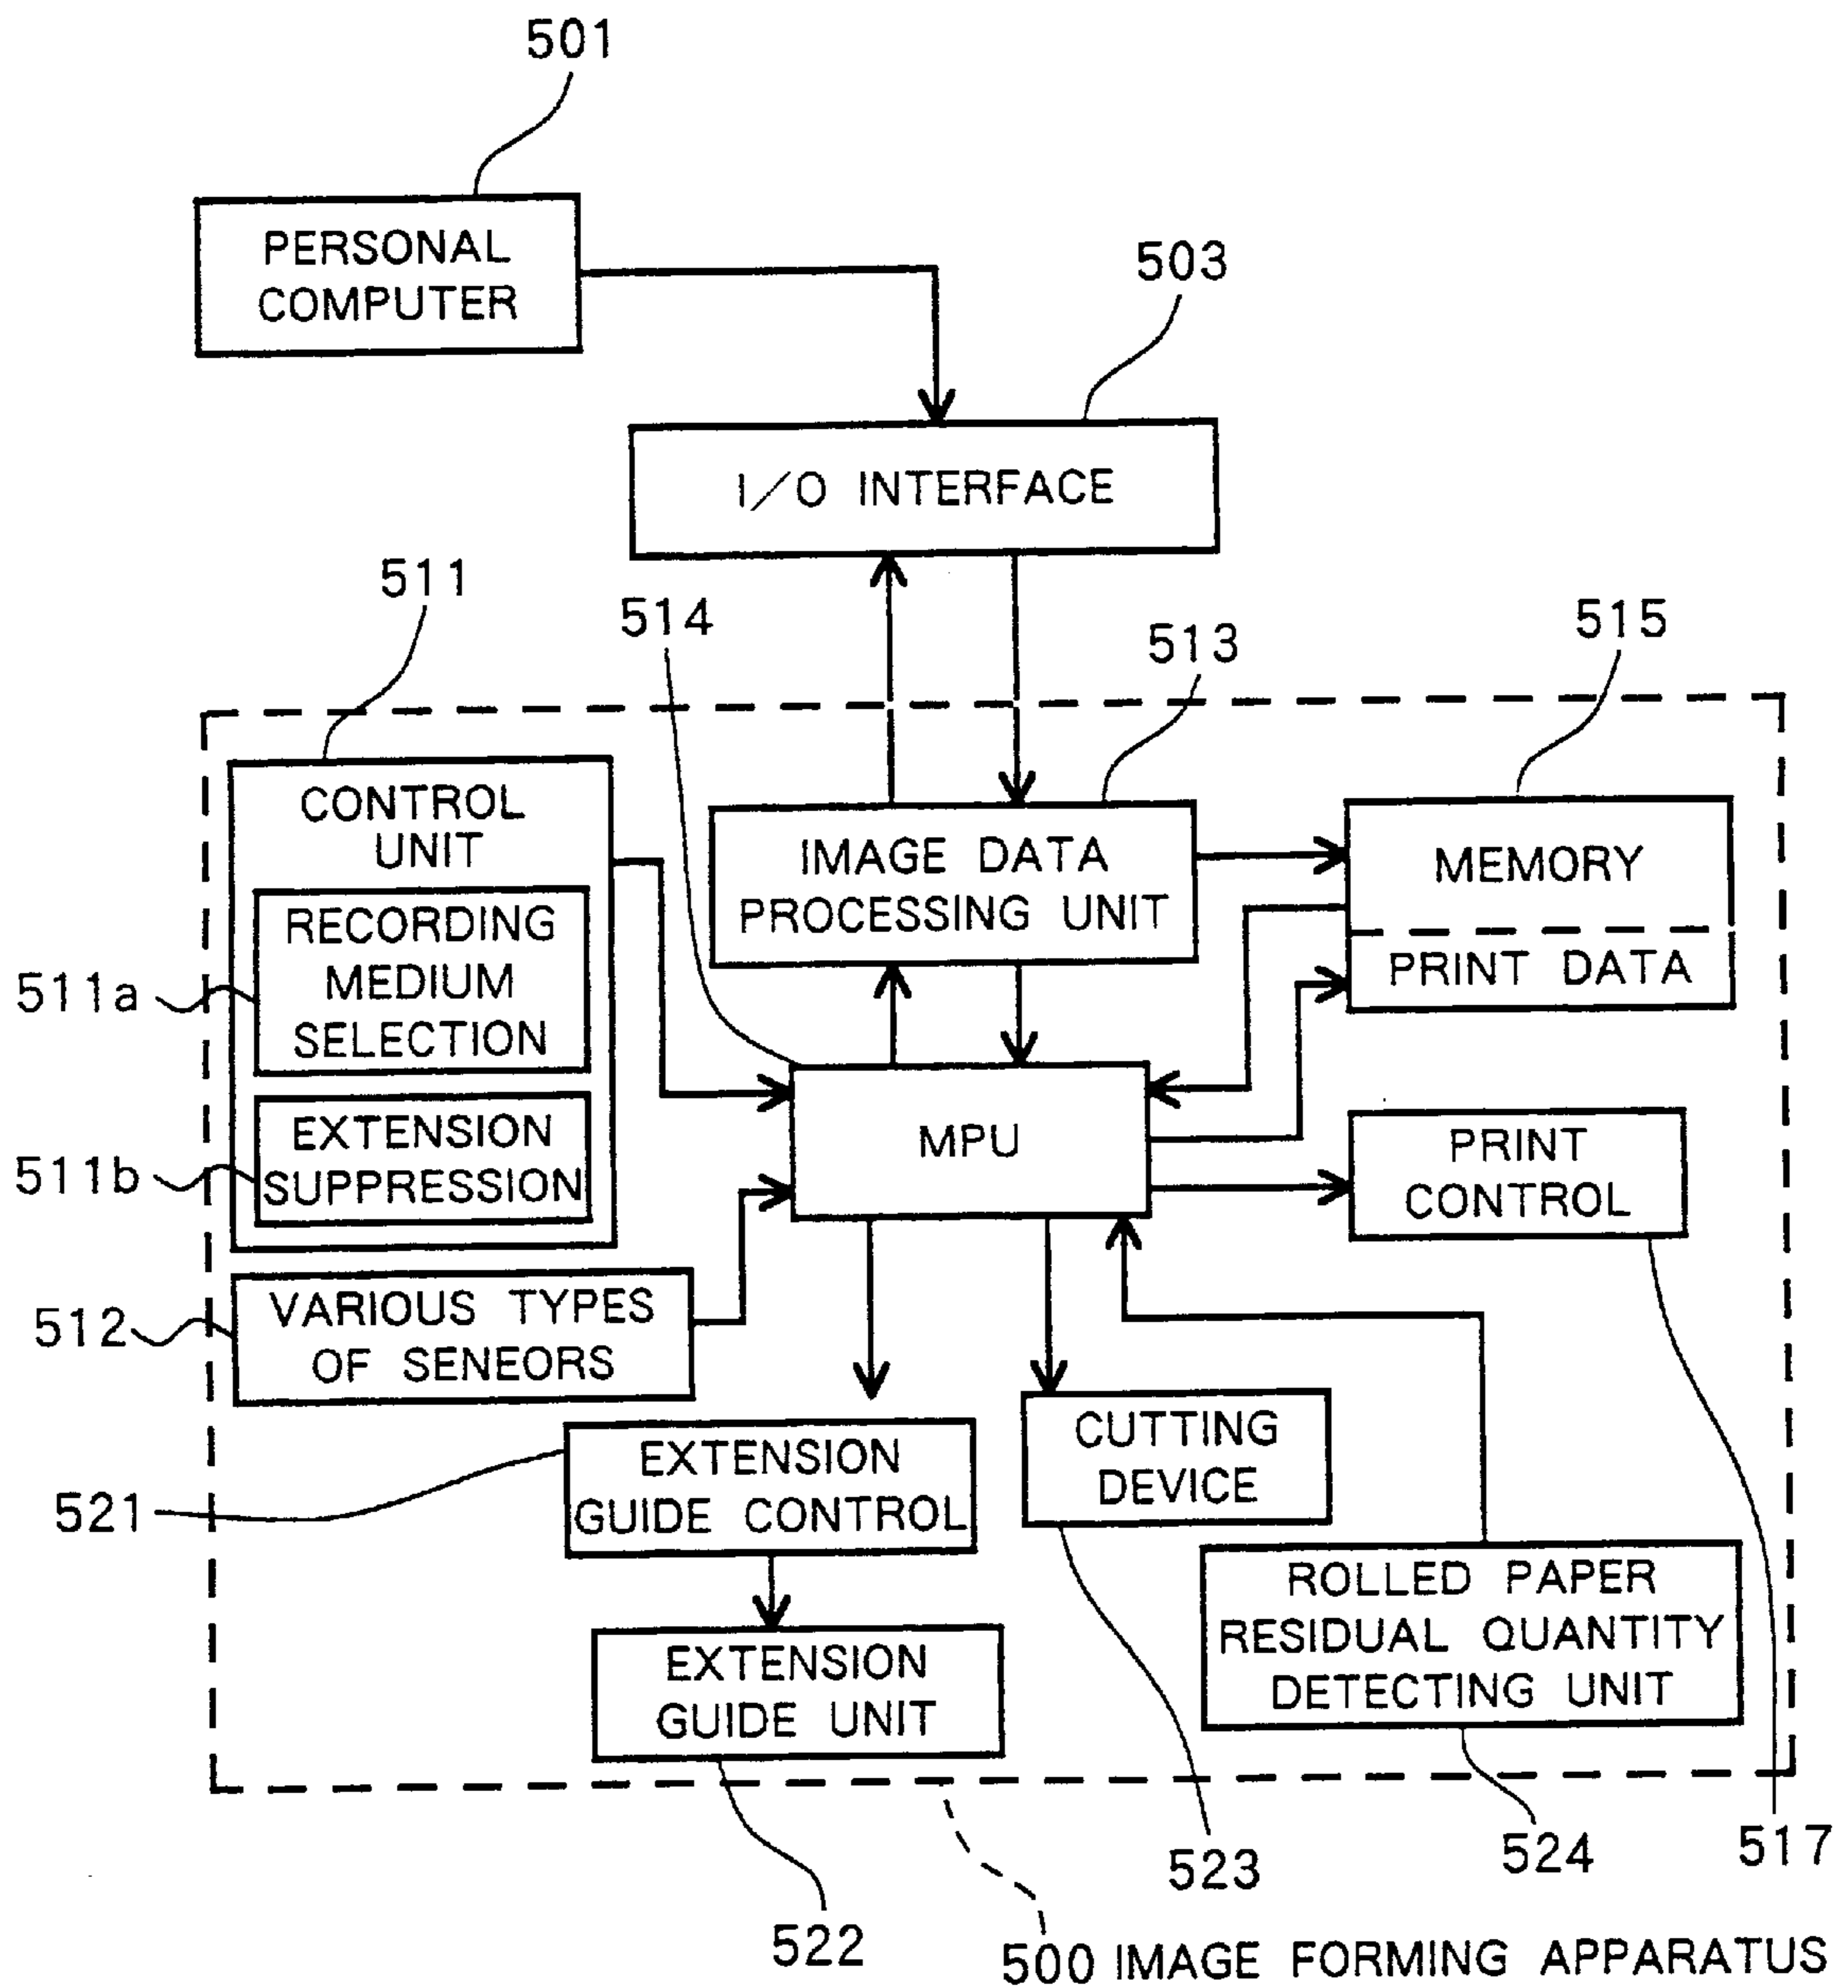 501
PERSONAL
COMPUTER
503
I/O INTERFACE
511
514
513
515
CONTROL
UNIT
RECORDING
MEDIUM
SELECTION
511a
EXTENSION
SUPPRESSION
511b
IMAGE DATA
PROCESSING UNIT
MEMORY
PRINT DATA
MPU
PRINT
CONTROL
512
VARIOUS TYPES
OF SENEORS
521
EXTENSION
GUIDE CONTROL
CUTTING
DEVICE
EXTENSION
GUIDE UNIT
ROLLED PAPER
RESIDUAL QUANTITY
DETECTING UNIT
517
524
523
522
500 IMAGE FORMING APPARATUS